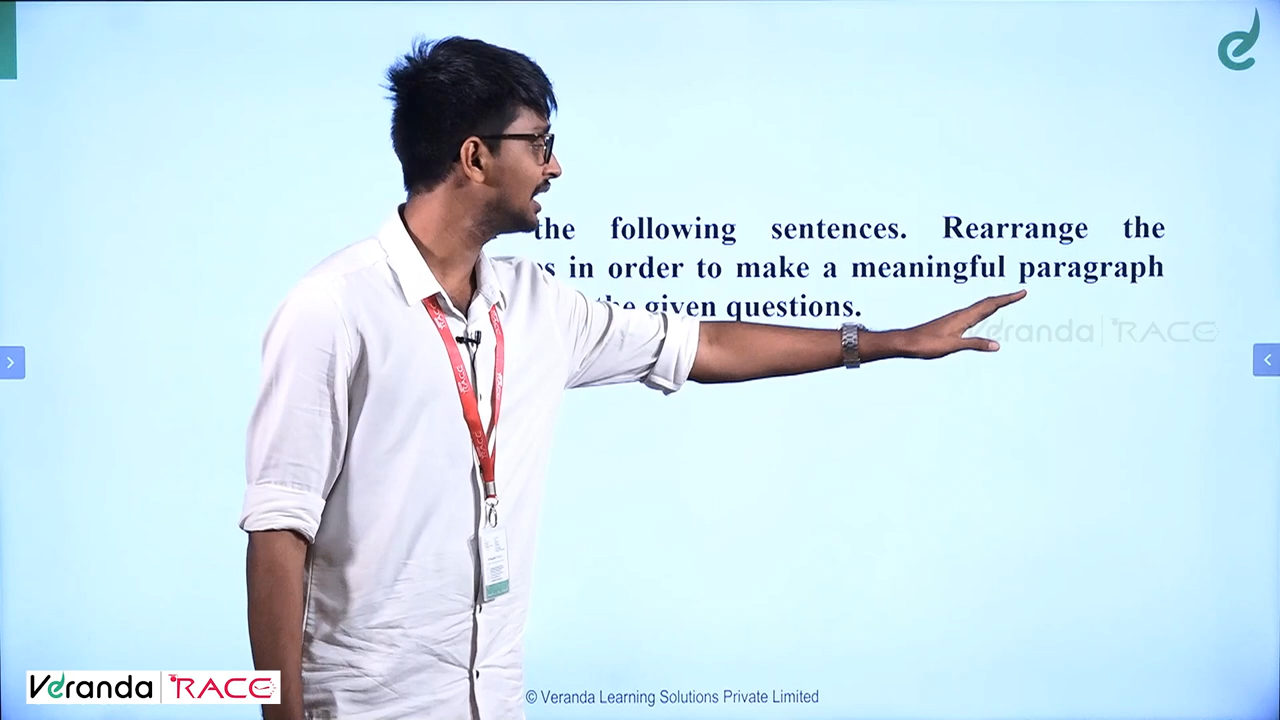 the following sentences. Rearrange the
in order to make a meaningful paragraph
the given questions.
Veranda RACE
Veranda RACE
© Veranda Learning Solutions Private Limited